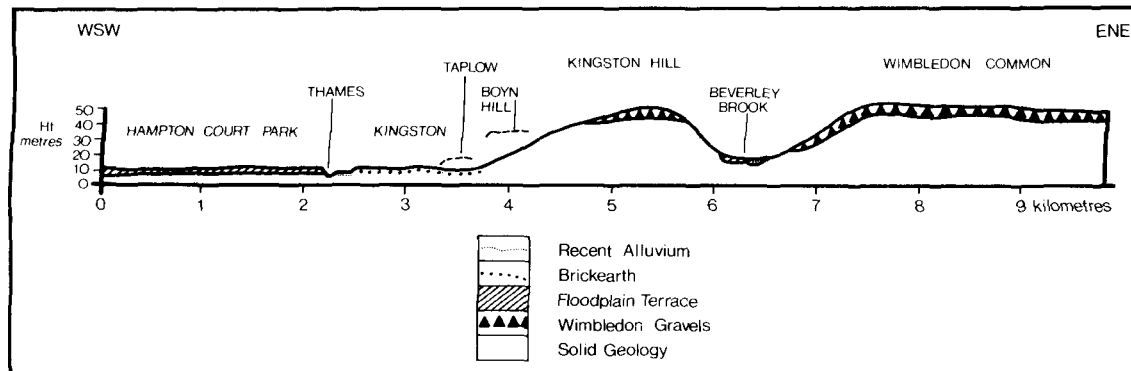 WSW
ENE
KINGSTON HILL
WIMBLEDON COMMON
TAPLOW
BOYN
HILL
THAMES
BEVERLEY
BROOK
HAMPTON COURT PARK
KINGSTON
Ht
metres
50
40
30
20
10
0
0 1 2 3 4 5 6 7 8 9 kilometres
Recent Alluvium
Brickearth
Floodplain Terrace
Wimbledon Gravels
Solid Geology